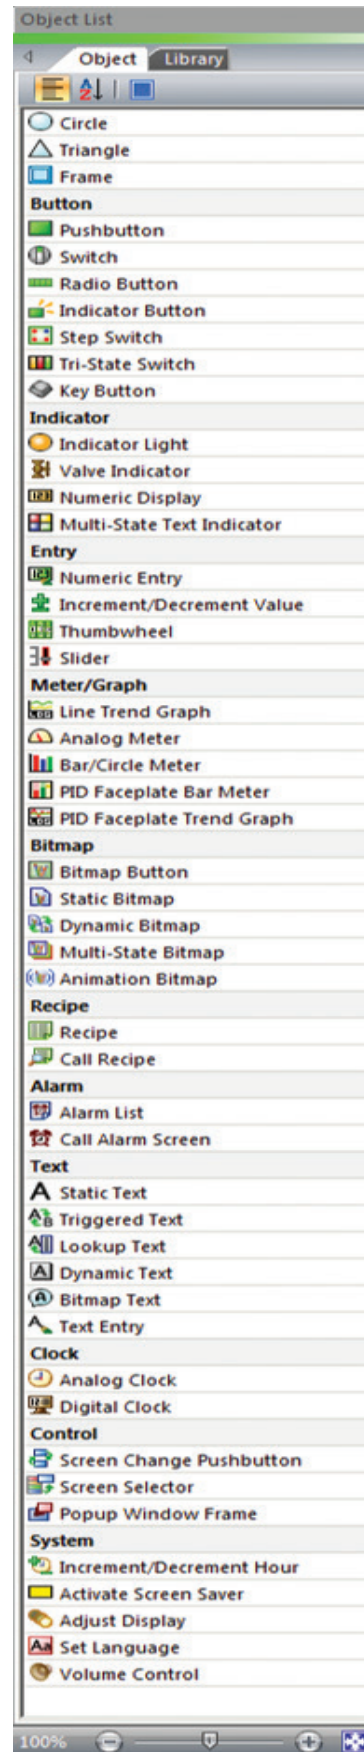 Object List
Object Library
Circle
Triangle
Frame
Button
Pushbutton
Switch
Radio Button
Indicator Button
Step Switch
Tri-State Switch
Key Button
Indicator
Indicator Light
Valve Indicator
Numeric Display
Multi-State Text Indicator
Entry
Numeric Entry
Increment/Decrement Value
Thumbwheel
Slider
Meter/Graph
Line Trend Graph
Analog Meter
Bar/Circle Meter
PID Faceplate Bar Meter
PID Faceplate Trend Graph
Bitmap
Bitmap Button
Static Bitmap
Dynamic Bitmap
Multi-State Bitmap
Animation Bitmap
Recipe
Recipe
Call Recipe
Alarm
Alarm List
Call Alarm Screen
Text
Static Text
Triggered Text
Lookup Text
Dynamic Text
Bitmap Text
Text Entry
Clock
Analog Clock
Digital Clock
Control
Screen Change Pushbutton
Screen Selector
Popup Window Frame
System
Increment/Decrement Hour
Activate Screen Saver
Adjust Display
Set Language
Volume Control
100%